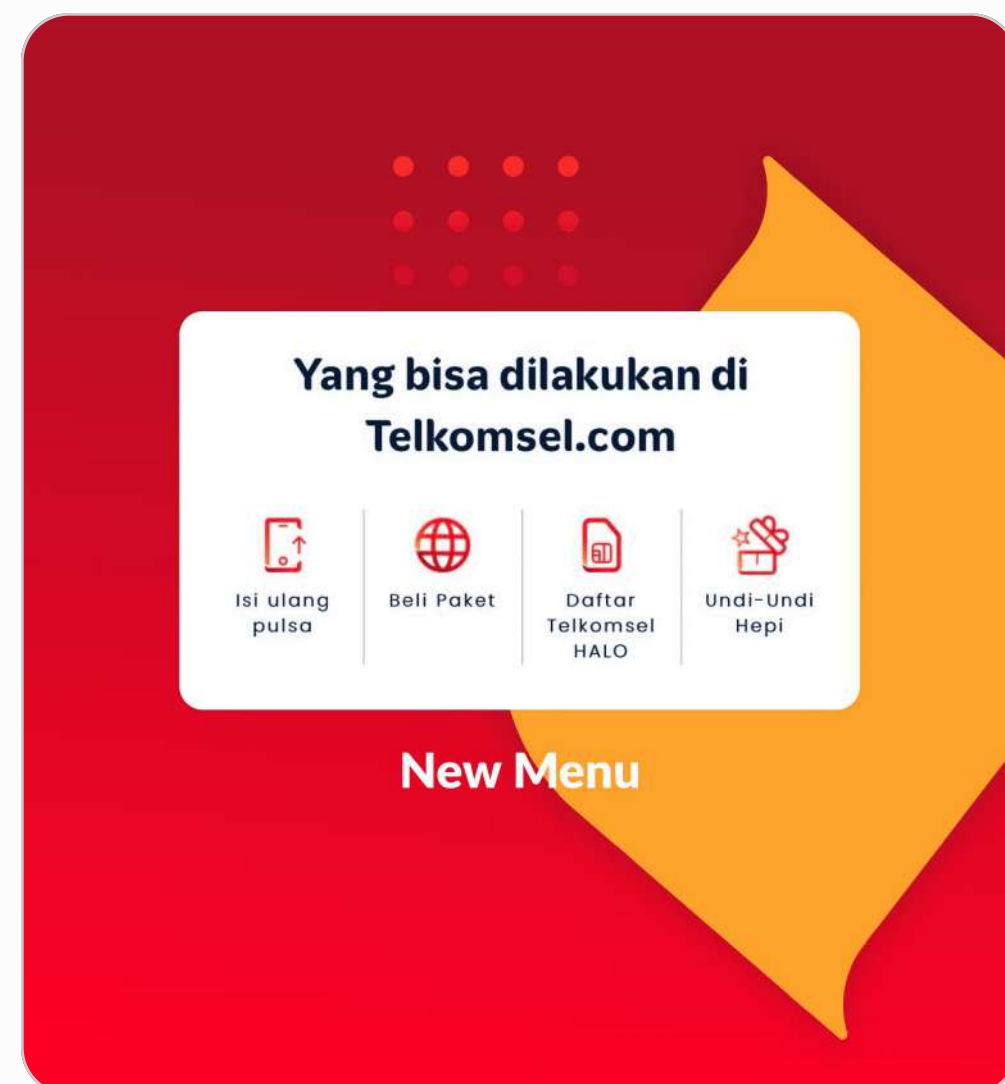 Yang bisa dilakukan di
Telkomsel.com
Isi ulang
pulsa
Beli Paket
Daftar
Telkomsel
HALO
Undi-Undi
Hepi
New Menu